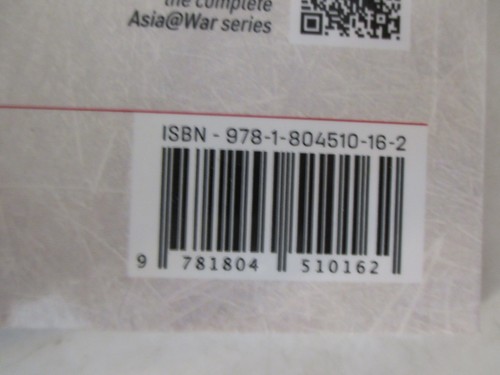 the complete
Asia@War series
ISBN - 978-1-804510-16-2
9 781804 510162